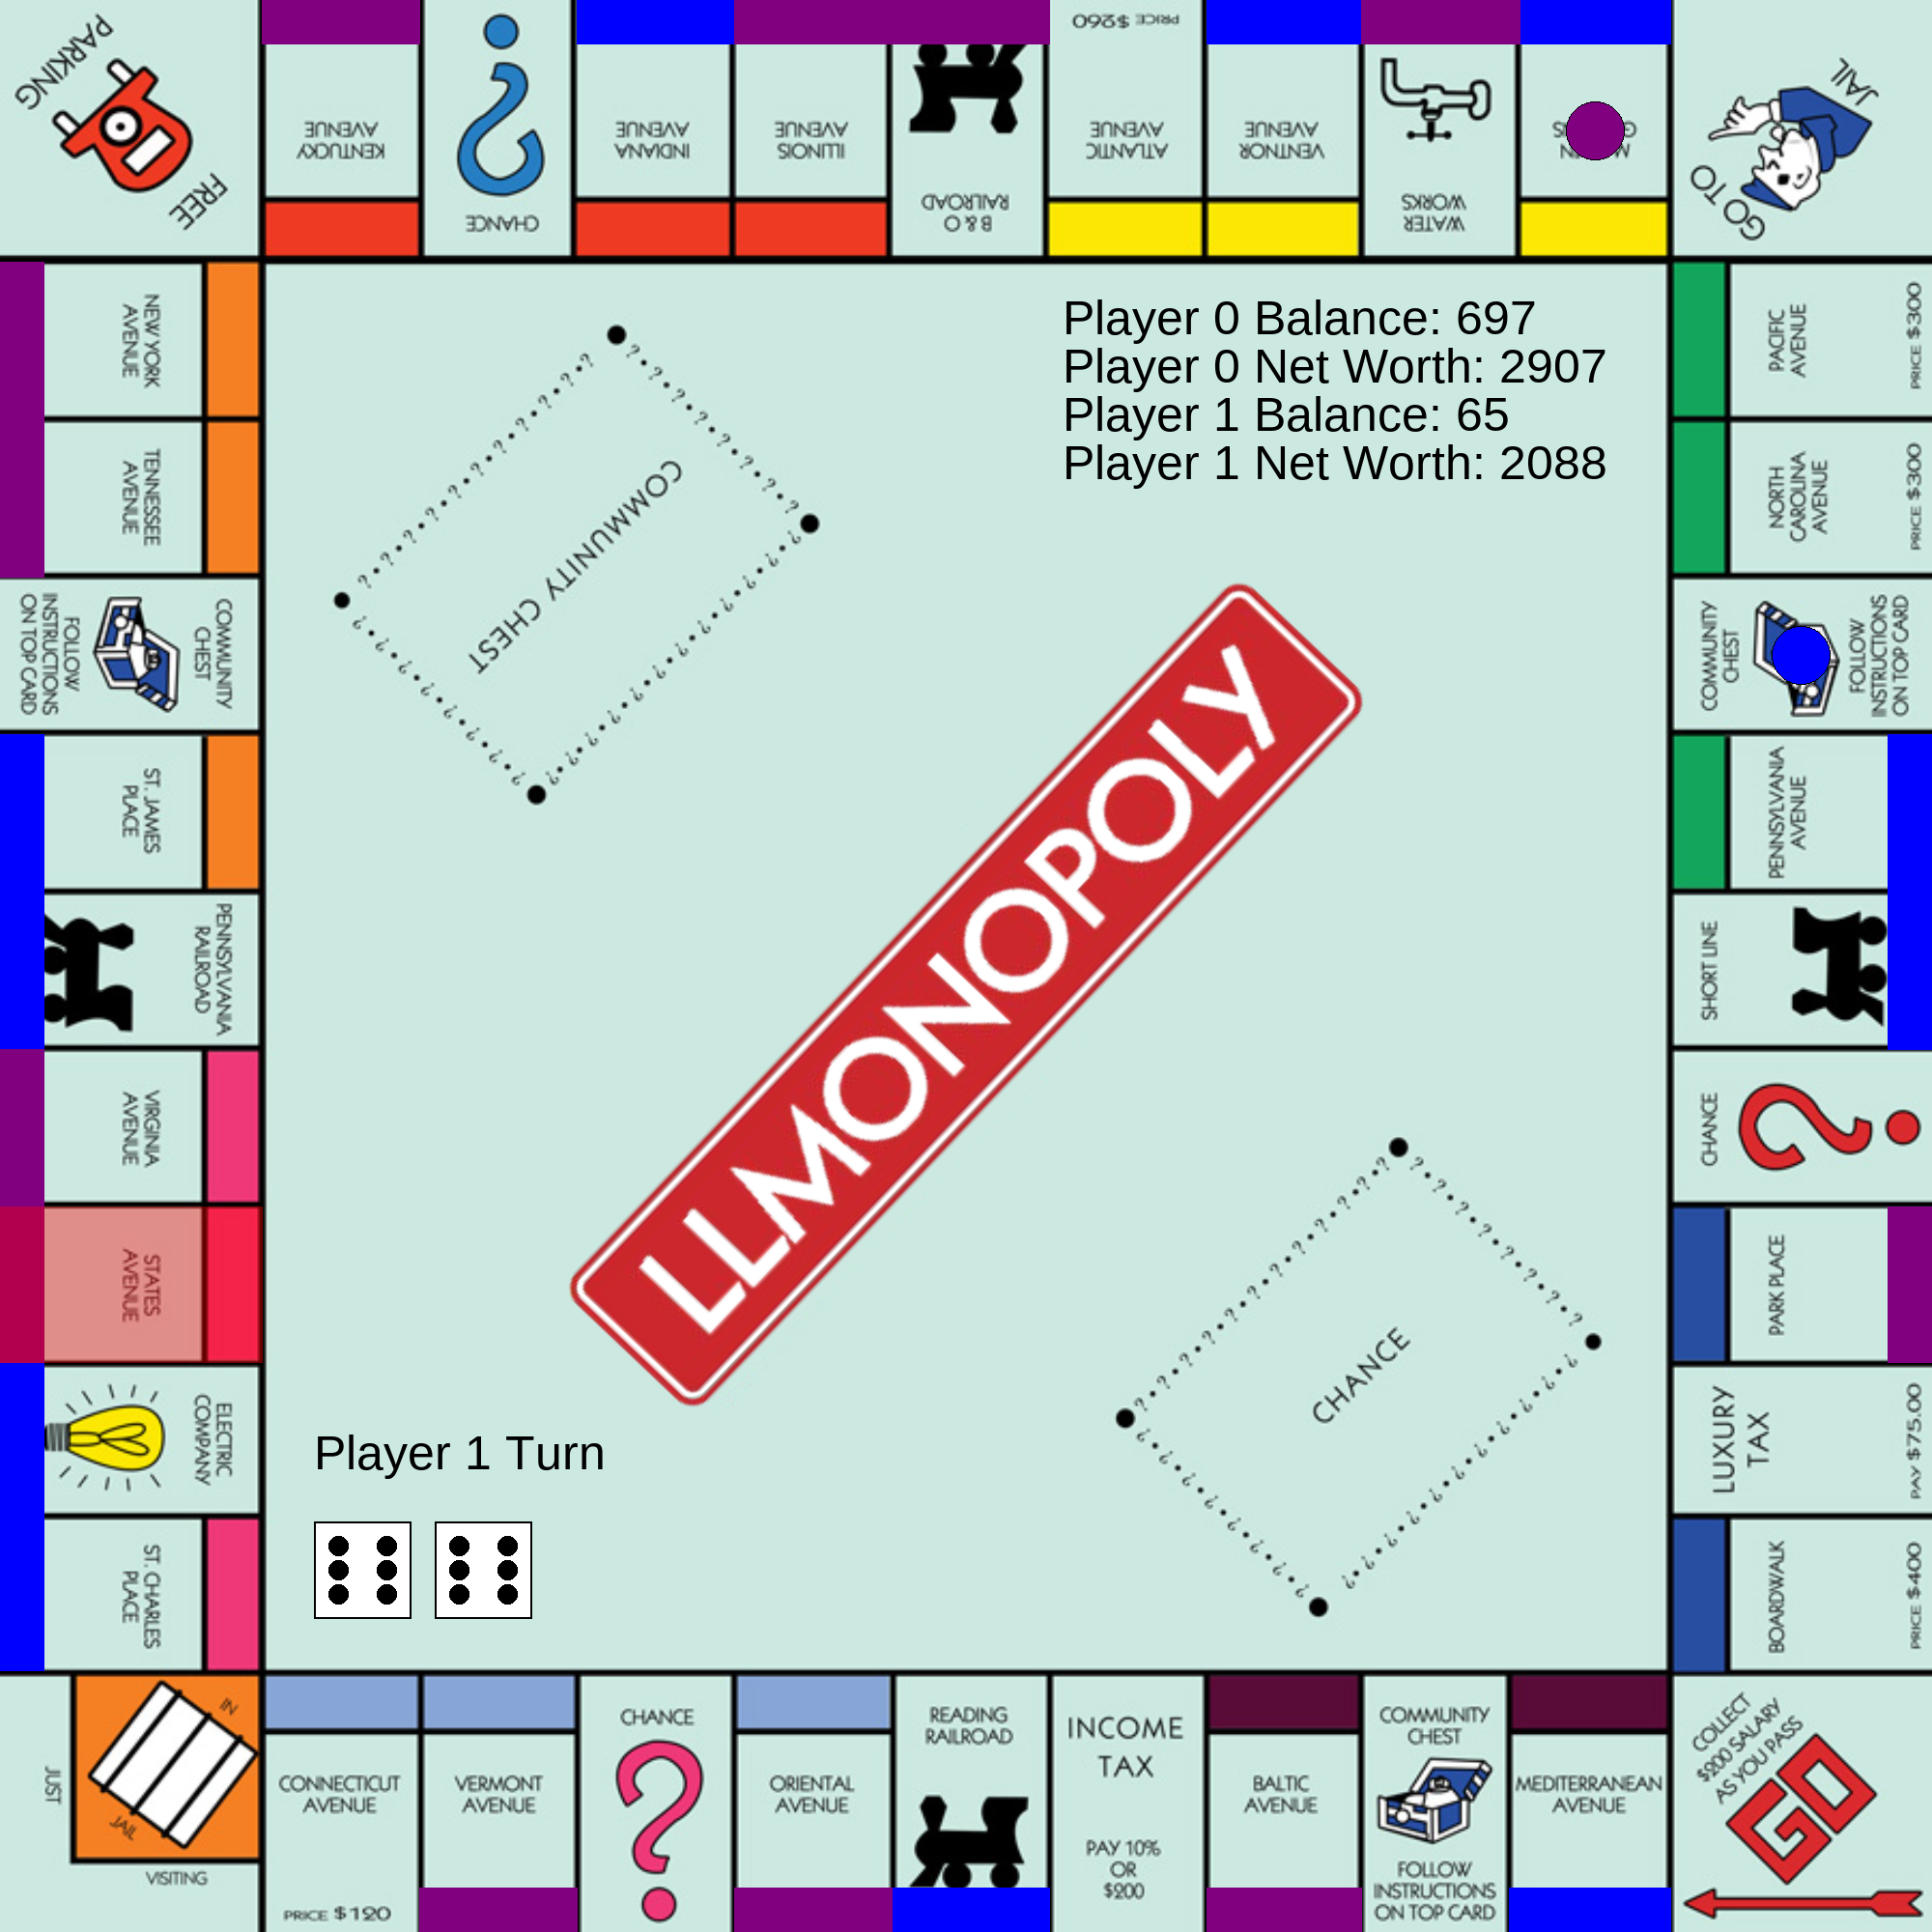 FREE
PARKING
KENTUCKY
AVENUE
CHANCE
INDIANA
AVENUE
ILLINOIS
AVENUE
B & O
RAILROAD
ATLANTIC
AVENUE
PRICE $260
VENTNOR
AVENUE
WATER
WORKS
GO TO
JAIL
NEW YORK
AVENUE
TENNESSEE
AVENUE
COMMUNITY
CHEST
FOLLOW
INSTRUCTIONS
ON TOP CARD
ST. JAMES
PLACE
PENNSYLVANIA
RAILROAD
VIRGINIA
AVENUE
STATES
AVENUE
ELECTRIC
COMPANY
ST. CHARLES
PLACE
Player 0 Balance: 697
Player 0 Net Worth: 2907
Player 1 Balance: 65
Player 1 Net Worth: 2088
COMMUNITY CHEST
LLMONOPOLY
CHANCE
Player 1 Turn
PACIFIC
AVENUE
PRICE $300
NORTH
CAROLINA
AVENUE
PRICE $300
COMMUNITY
CHEST
FOLLOW
INSTRUCTIONS
ON TOP CARD
PENNSYLVANIA
AVENUE
SHORT LINE
CHANCE
PARK PLACE
LUXURY
TAX
PAY $75.00
BOARDWALK
PRICE $400
IN
JAIL
JUST
VISITING
CONNECTICUT
AVENUE
PRICE $120
VERMONT
AVENUE
CHANCE
ORIENTAL
AVENUE
READING
RAILROAD
INCOME
TAX
PAY 10%
OR
$200
BALTIC
AVENUE
COMMUNITY
CHEST
FOLLOW
INSTRUCTIONS
ON TOP CARD
MEDITERRANEAN
AVENUE
COLLECT
$200 SALARY
AS YOU PASS
GO